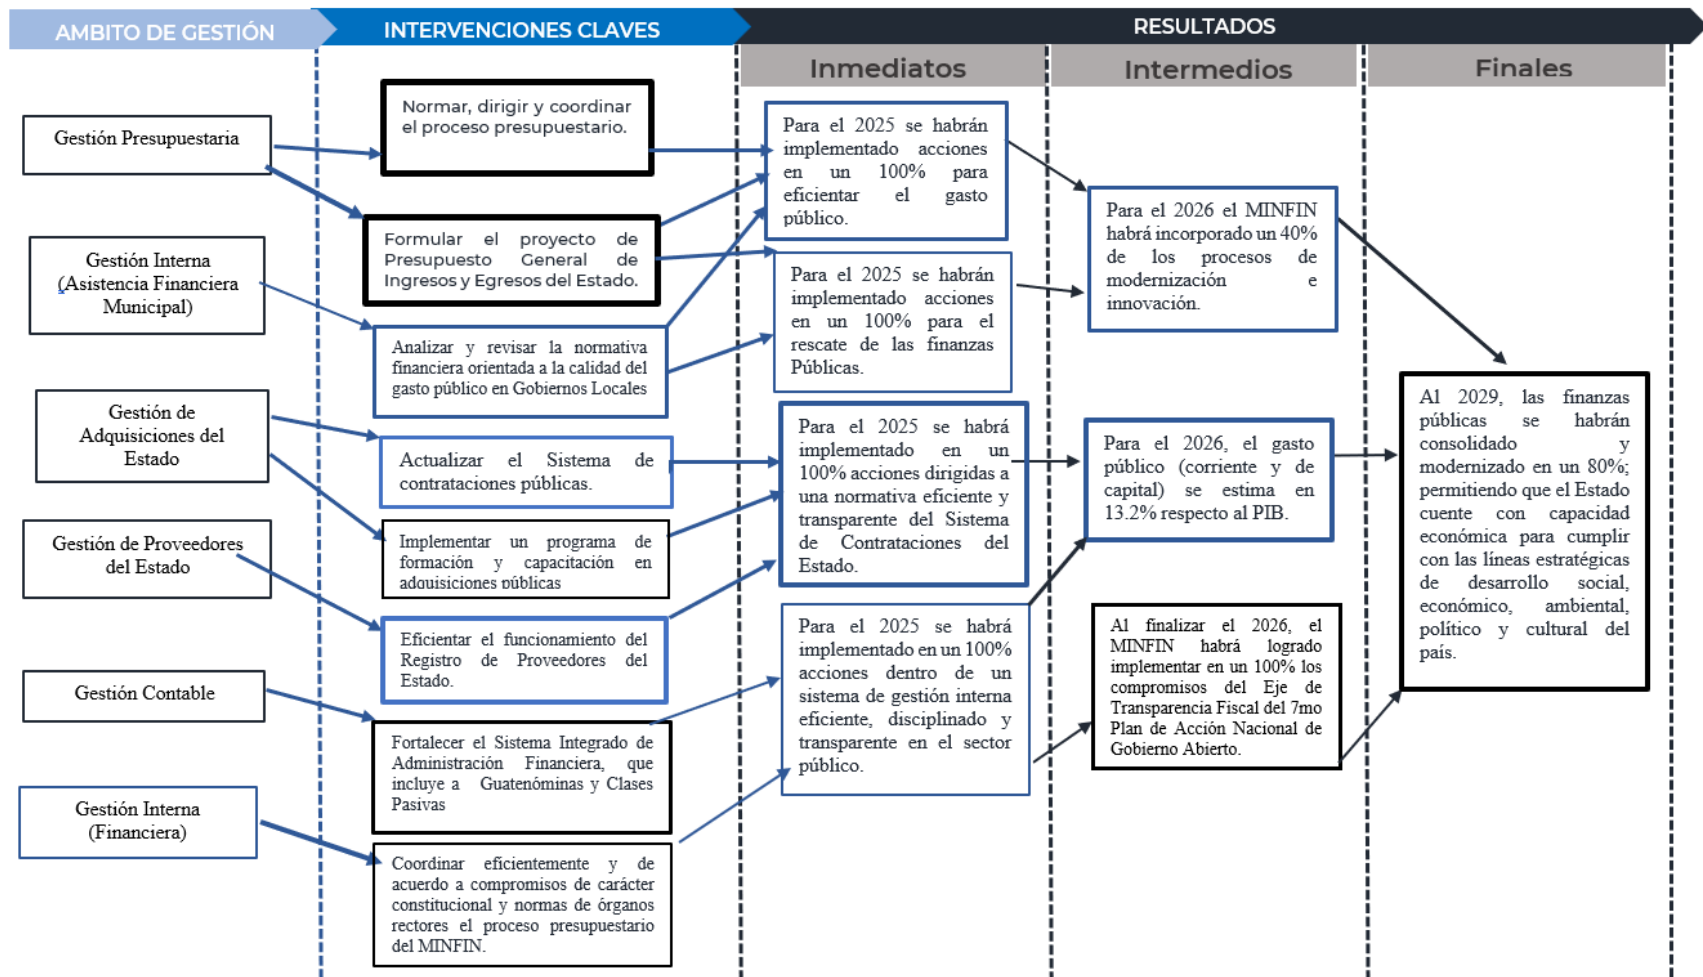 AMBITO DE GESTIÓN
INTERVENCIONES CLAVES
RESULTADOS
Inmediatos
Intermedios
Finales
Gestión Presupuestaria
Gestión Interna
(Asistencia Financiera
Municipal)
Gestión de
Adquisiciones del
Estado
Gestión de Proveedores
del Estado
Gestión Contable
Gestión Interna
(Financiera)
Normar, dirigir y coordinar
el proceso presupuestario.
Formular el proyecto de
Presupuesto General de
Ingresos y Egresos del Estado.
Analizar y revisar la normativa
financiera orientada a la calidad del
gasto público en Gobiernos Locales
Actualizar el Sistema de
contrataciones públicas.
Implementar un programa de
formación y capacitación en
adquisiciones públicas
Eficientar el funcionamiento del
Registro de Proveedores del
Estado.
Fortalecer el Sistema Integrado de
Administración Financiera, que
incluye a Guatenóminas y Clases
Pasivas
Coordinar eficientemente y de
acuerdo a compromisos de carácter
constitucional y normas de órganos
rectores el proceso presupuestario
del MINFIN.
Para el 2025 se habrán
implementado acciones
en un 100% para
eficientar el gasto
público.
Para el 2025 se habrán
implementado acciones
en un 100% para el
rescate de las finanzas
Públicas.
Para el 2025 se habrá
implementado en un
100% acciones dirigidas a
una normativa eficiente y
transparente del Sistema
de Contrataciones del
Estado.
Para el 2025 se habrá
implementado en un 100%
acciones dentro de un
sistema de gestión interna
eficiente, disciplinado y
transparente en el sector
público.
Para el 2026 el MINFIN
habrá incorporado un 40%
de los procesos de
modernización e
innovación.
Para el 2026, el gasto
público (corriente y de
capital) se estima en
13.2% respecto al PIB.
Al finalizar el 2026, el
MINFIN habrá logrado
implementar en un 100% los
compromisos del Eje de
Transparencia Fiscal del 7mo
Plan de Acción Nacional de
Gobierno Abierto.
Al 2029, las finanzas
públicas se habrán
consolidado y
modernizado en un 80%;
permitiendo que el Estado
cuente con capacidad
económica para cumplir
con las líneas estratégicas
de desarrollo social,
económico, ambiental,
político y cultural del
país.